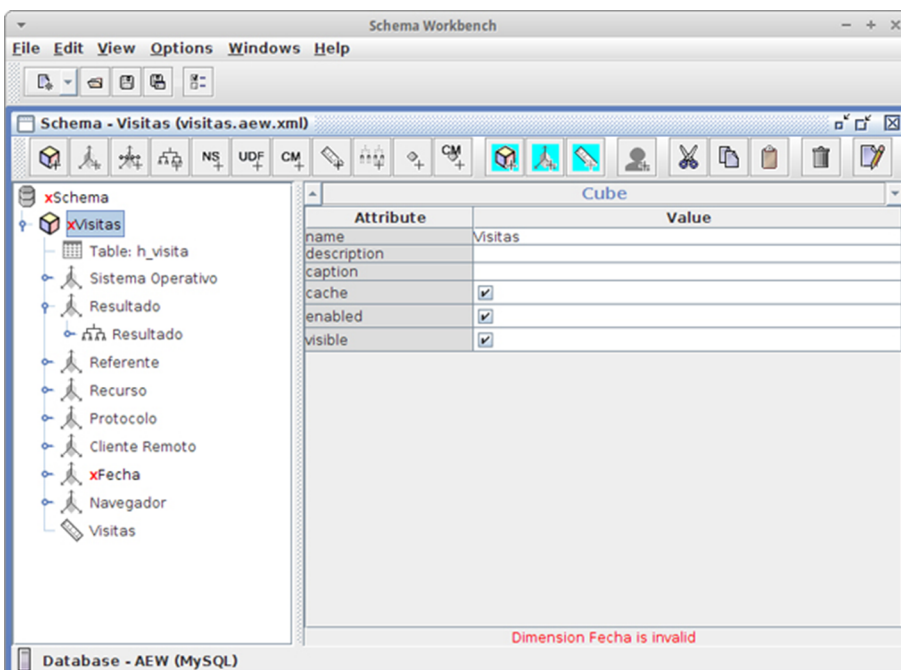 Schema Workbench
File Edit View Options Windows Help
Schema - Visitas (visitas.aew.xml)
NS UDF CM CM
xSchema
xVisitas
Table: h_visita
Sistema Operativo
Resultado
Resultado
Referente
Recurso
Protocolo
Cliente Remoto
xFecha
Navegador
Visitas
Cube
Attribute Value
name Visitas
description
caption
cache
enabled
visible
Dimension Fecha is invalid
Database - AEW (MySQL)